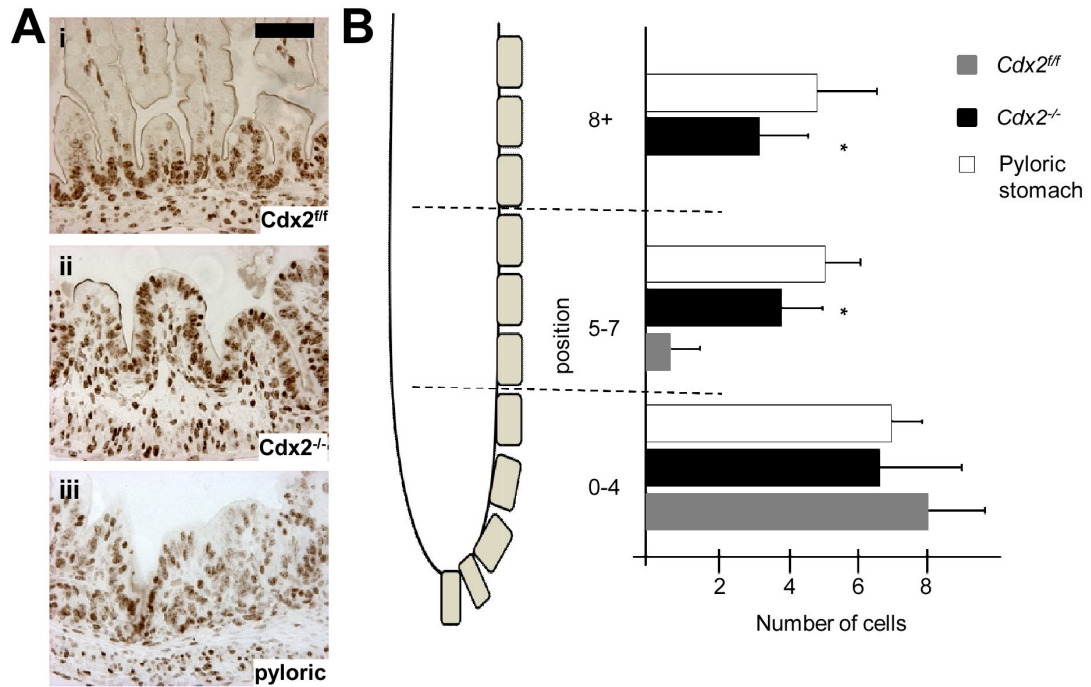 A
i
Cdx2f/f
ii
Cdx2-/-
iii
pyloric
B
8+
*
5-7
*
0-4
position
2 4 6 8
Number of cells
Cdx2f/f
Cdx2-/-
Pyloric
stomach